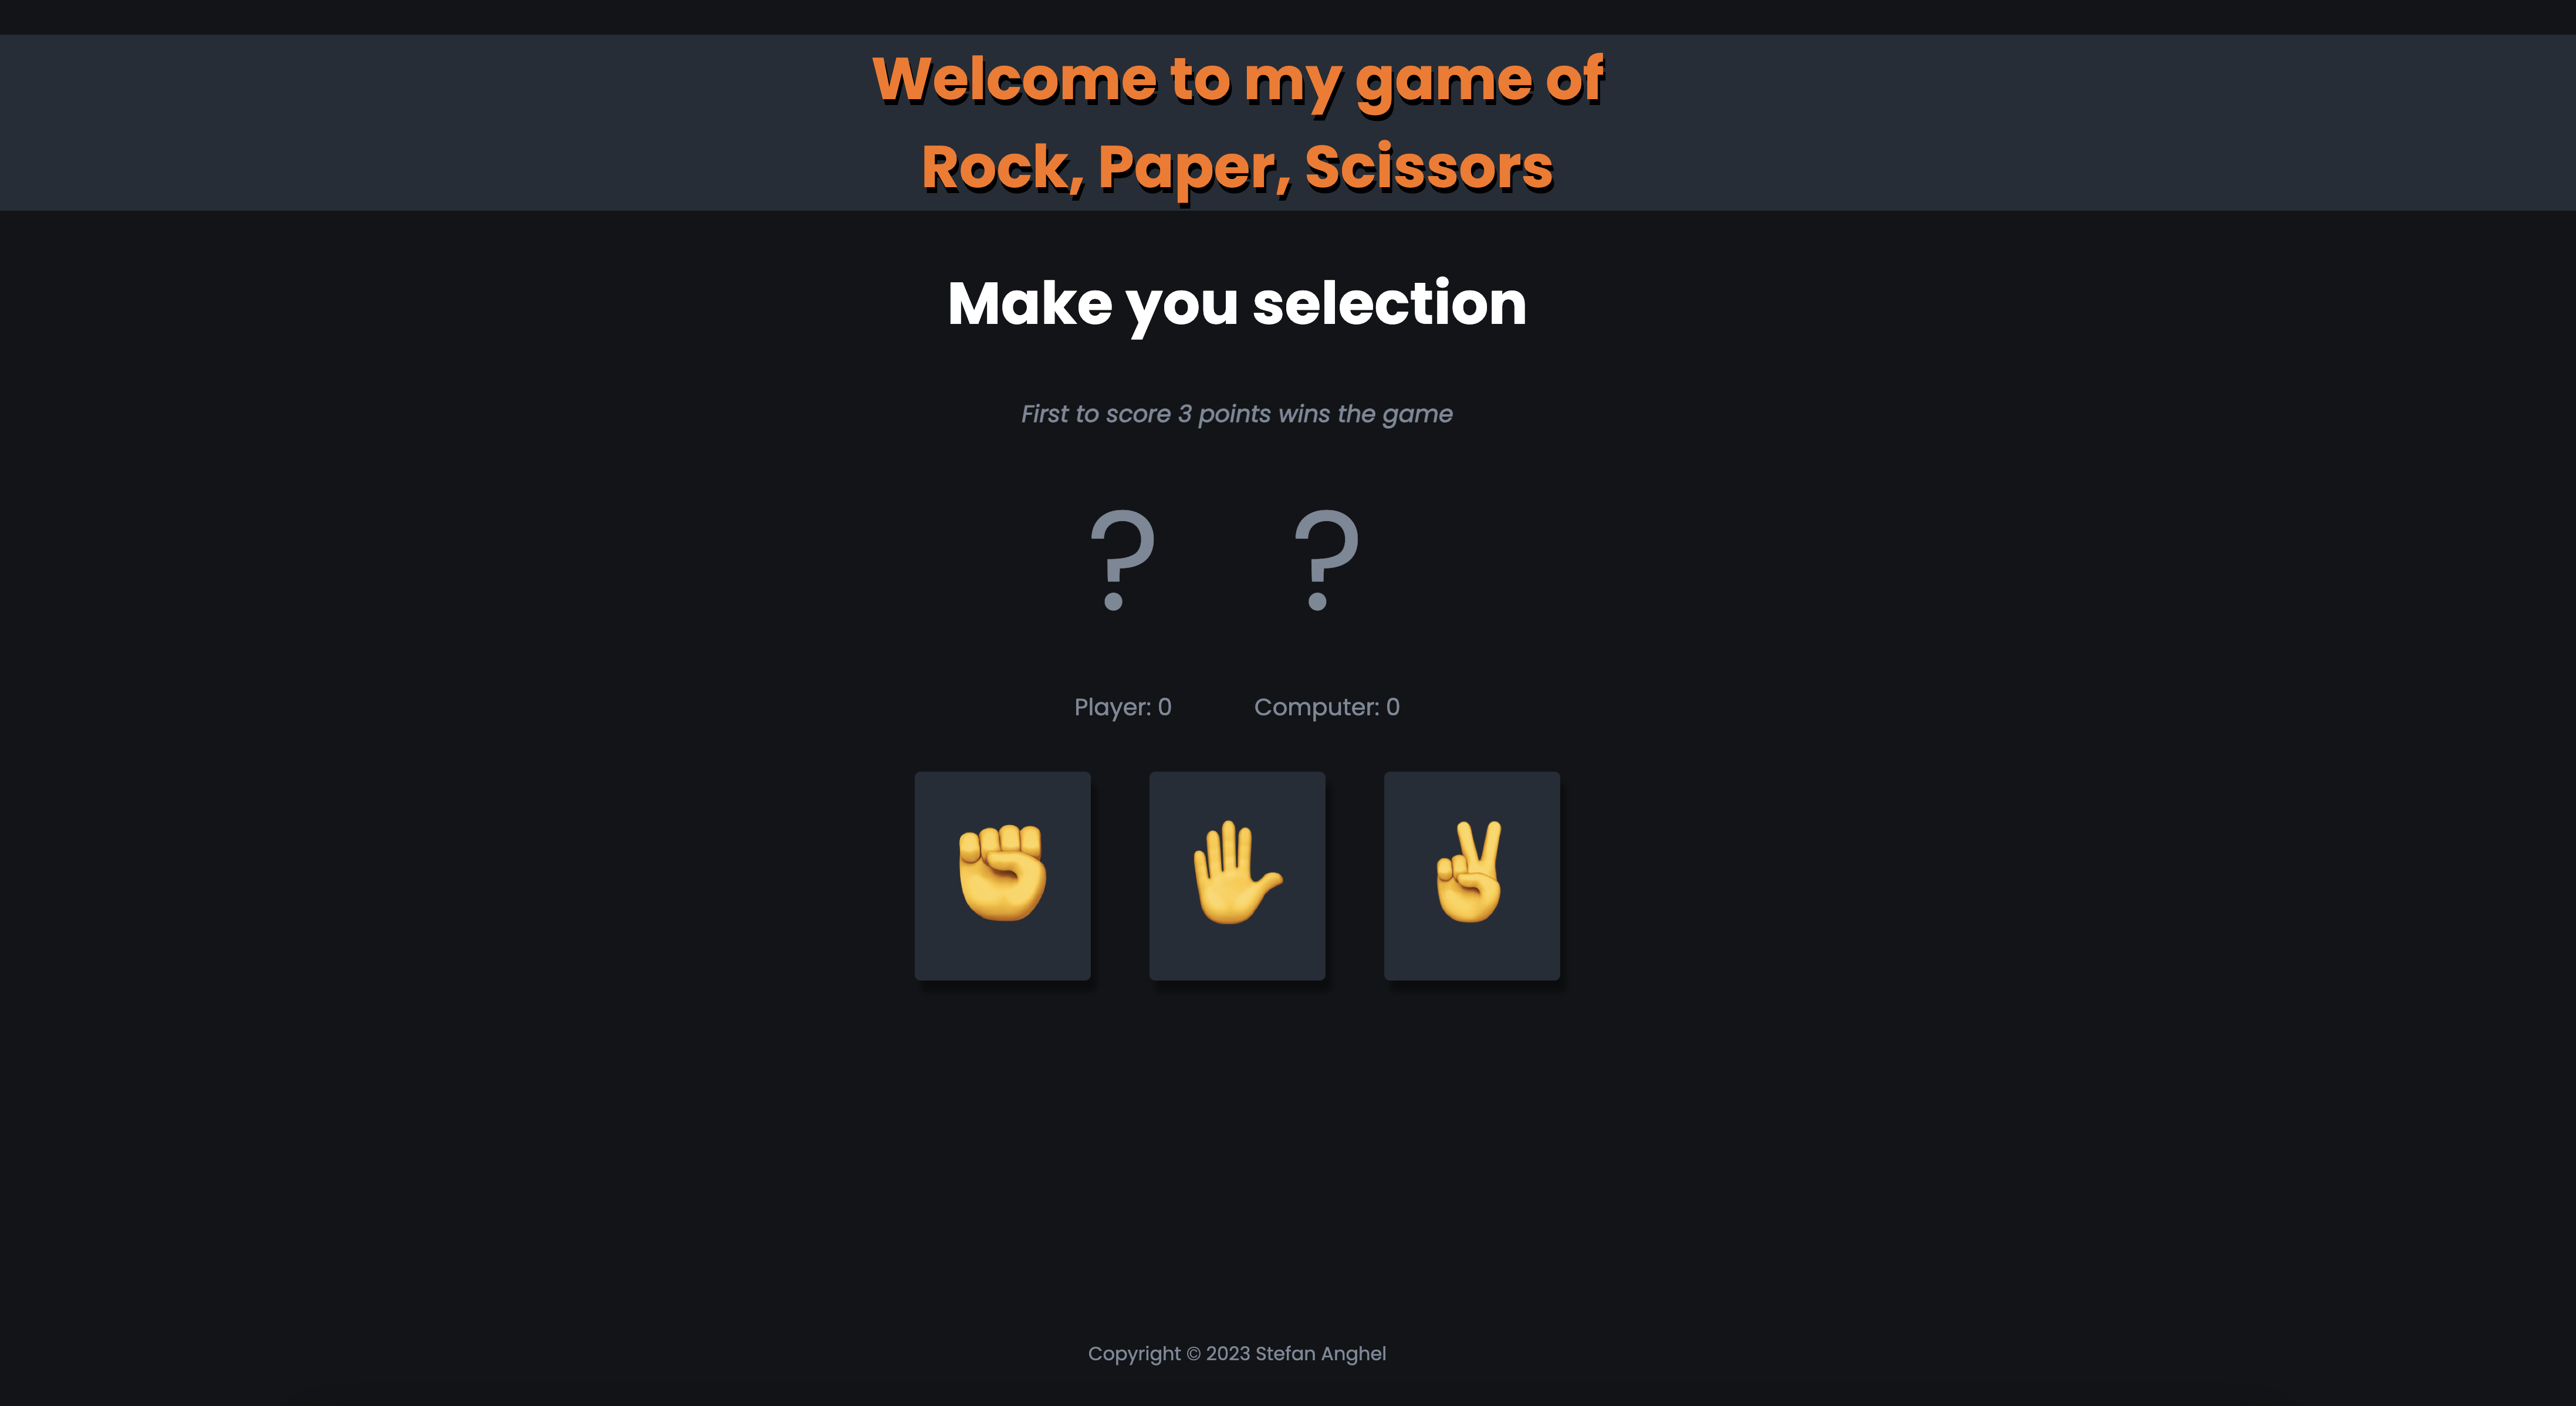 Welcome to my game of
Rock, Paper, Scissors
Make you selection
First to score 3 points wins the game
? ?
Player: 0 Computer: 0
Copyright © 2023 Stefan Anghel